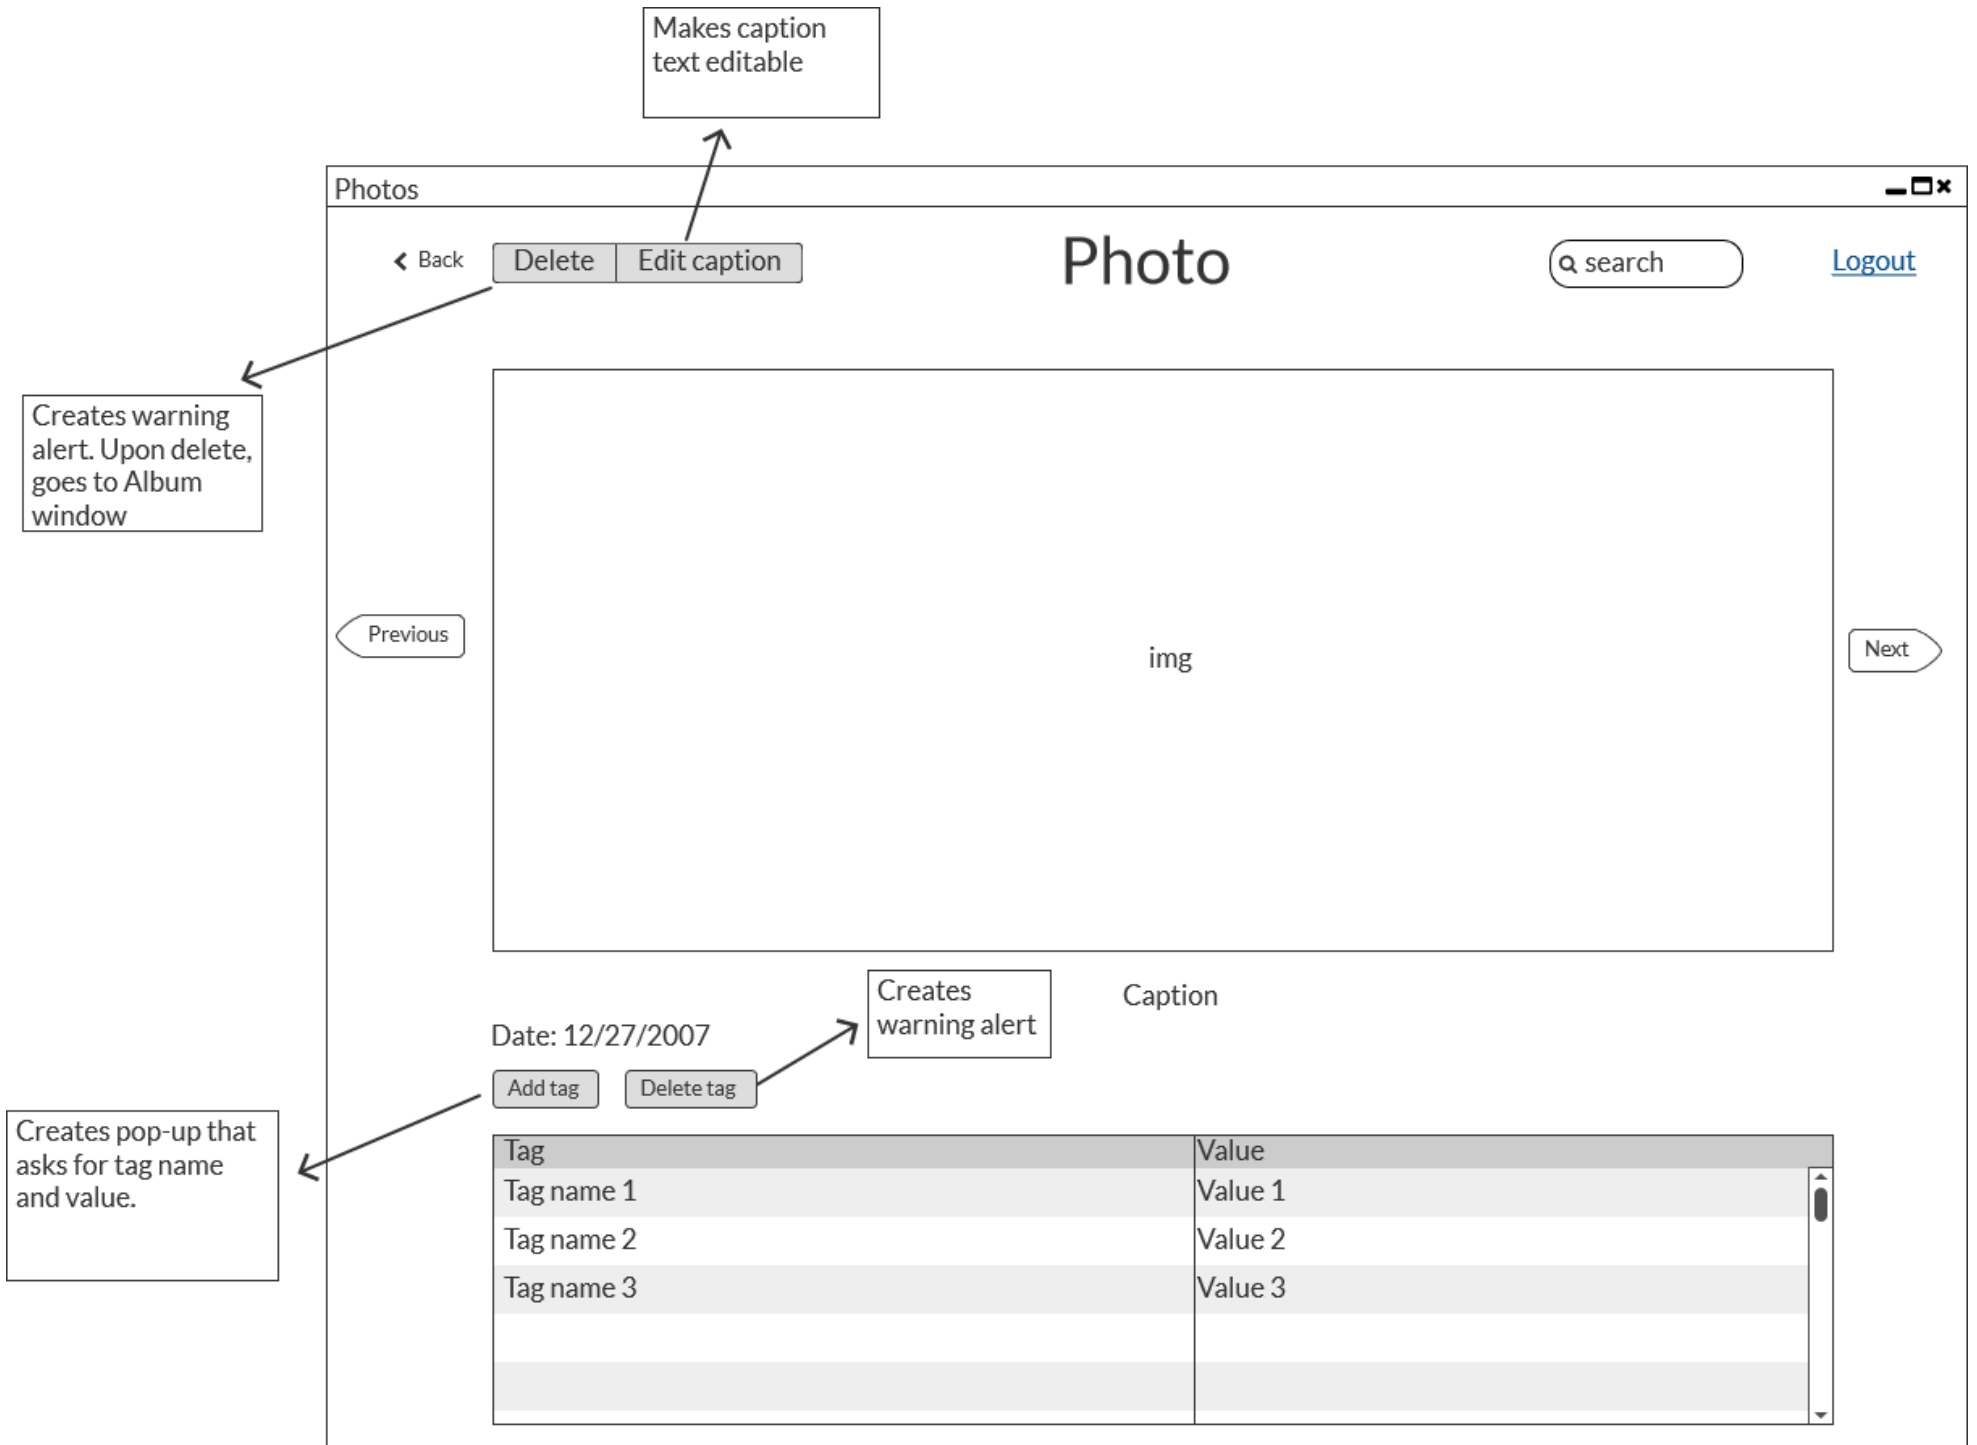 Makes caption
text editable
Photos
Back
Delete
Edit caption
Photo
search
Logout
Creates warning
alert. Upon delete,
goes to Album
window
Previous
img
Next
Creates
warning alert
Caption
Date: 12/27/2007
Add tag
Delete tag
Creates pop-up that
asks for tag name
and value.
Tag Value
Tag name 1 Value 1
Tag name 2 Value 2
Tag name 3 Value 3